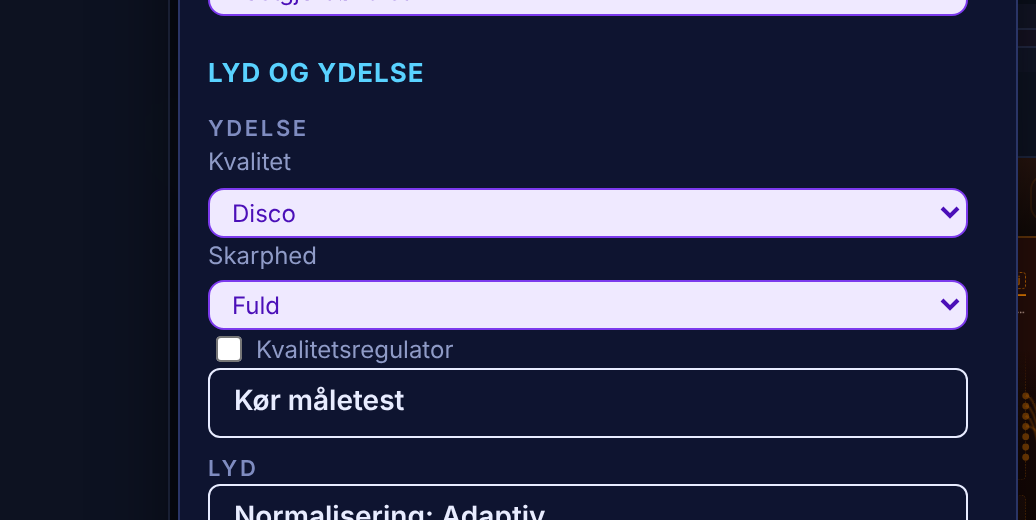 LYD OG YDELSE
YDELSE
Kvalitet
Disco
Skarphed
Fuld
Kvalitetsregulator
Kør måletest
LYD
Normalisering: Adaptiv